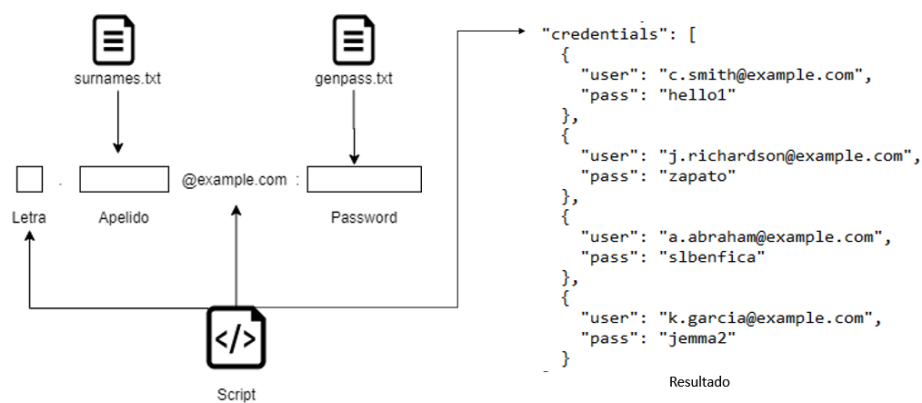 surnames.txt
genpass.txt
.
@example.com :
Letra
Apelido
Password
</>
Script
"credentials": [
{
"user": "c.smith@example.com",
"pass": "hello1"
},
{
"user": "j.richardson@example.com",
"pass": "zapato"
},
{
"user": "a.abraham@example.com",
"pass": "slbenfica"
},
{
"user": "k.garcia@example.com",
"pass": "jemma2"
}
Resultado